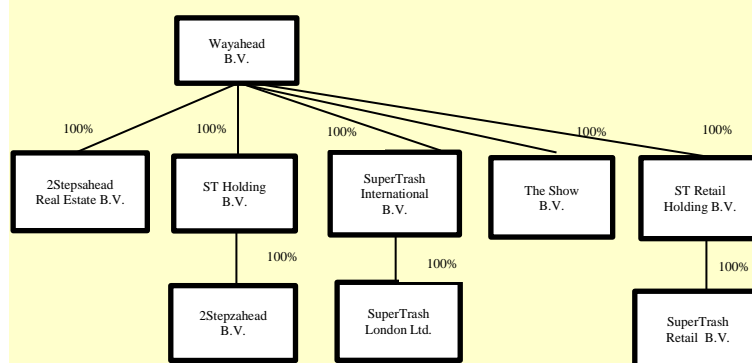 Wayahead
B.V.
100%
100%
100%
100%
100%
2Stepsahead
Real Estate B.V.
ST Holding
B.V.
SuperTrash
International
B.V.
The Show
B.V.
ST Retail
Holding B.V.
100%
100%
100%
2Stepzahead
B.V.
SuperTrash
London Ltd.
SuperTrash
Retail B.V.